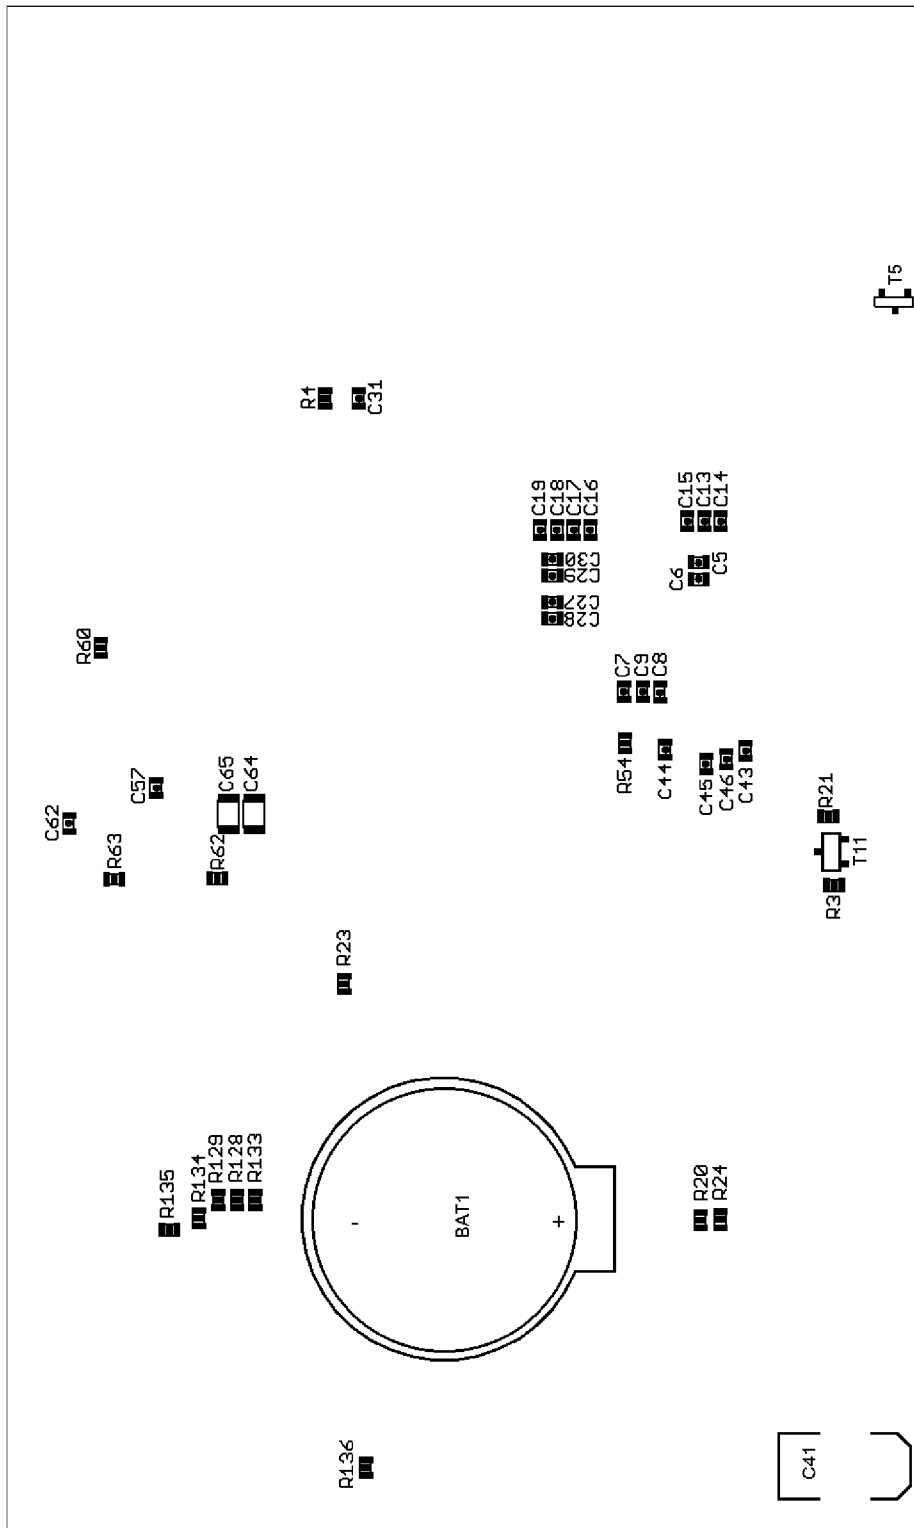 T5
R4
C31
C19
C18
C17
C16
C15
C13
C14
C30
C29
C27
C28
C6
C5
R60
C7
C9
C8
R54
C44
C45
C46
C43
C57
C65
C64
C62
R63
R62
R21
T11
R3
R23
R135
R134
R129
R128
R133
-
BAT1
+
R20
R24
R136
C41